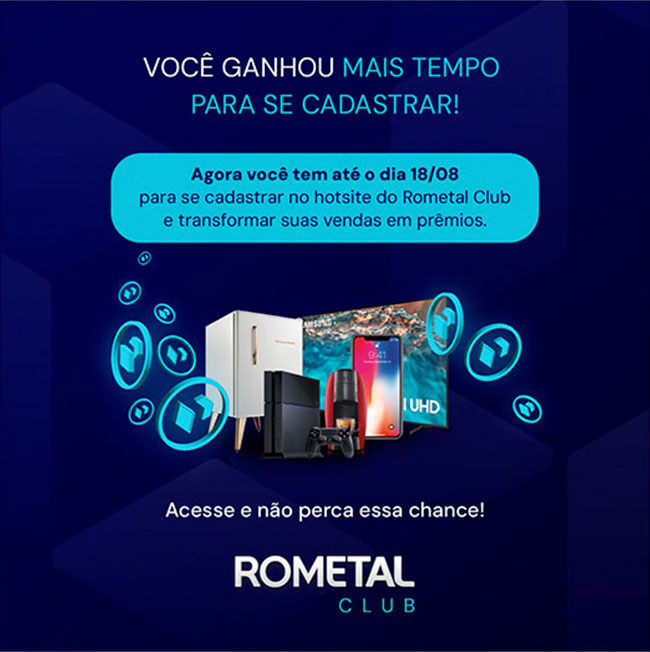 VOCÊ GANHOU MAIS TEMPO
PARA SE CADASTRAR!
Agora você tem até o dia 18/08
para se cadastrar no hotsite do Rometal Club
e transformar suas vendas em prêmios.
SAMSUNG
9:41
UHD
Acesse e não perca essa chance!
ROMETAL
CLUB